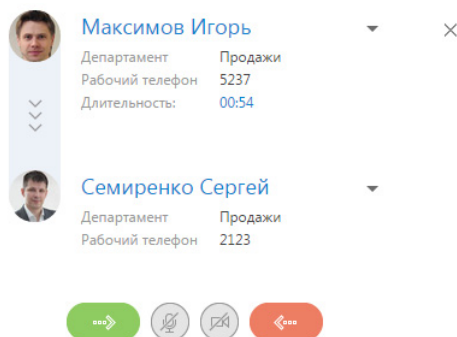 Максимов Игорь
Департамент Продажи
Рабочий телефон 5237
Длительность: 00:54
Семиренко Сергей
Департамент Продажи
Рабочий телефон 2123